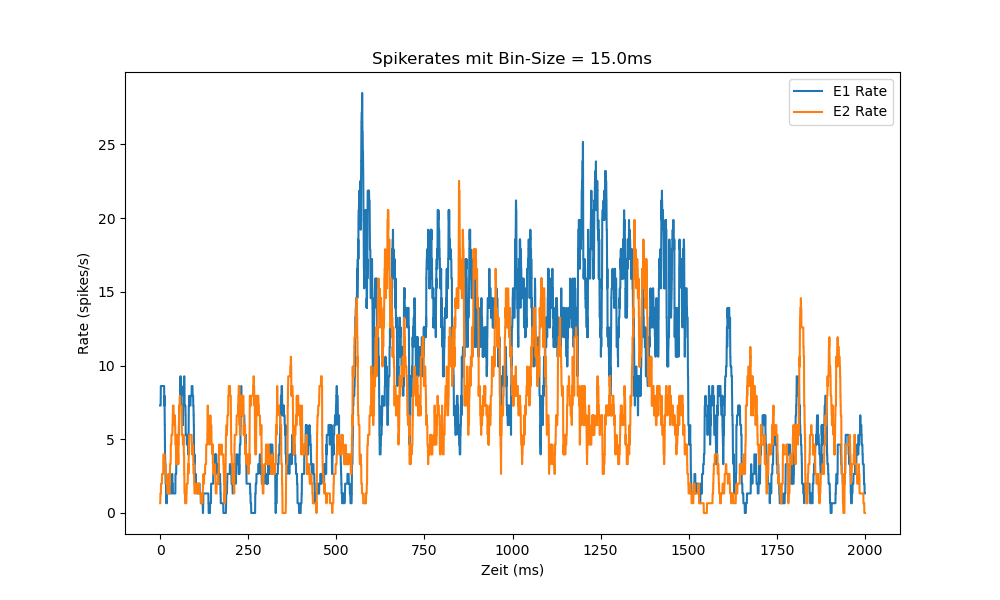 Spikerates mit Bin-Size = 15.0ms
E1 Rate
E2 Rate
Rate (spikes/s)
25
20
15
10
5
0
0 250 500 750 1000 1250 1500 1750 2000
Zeit (ms)